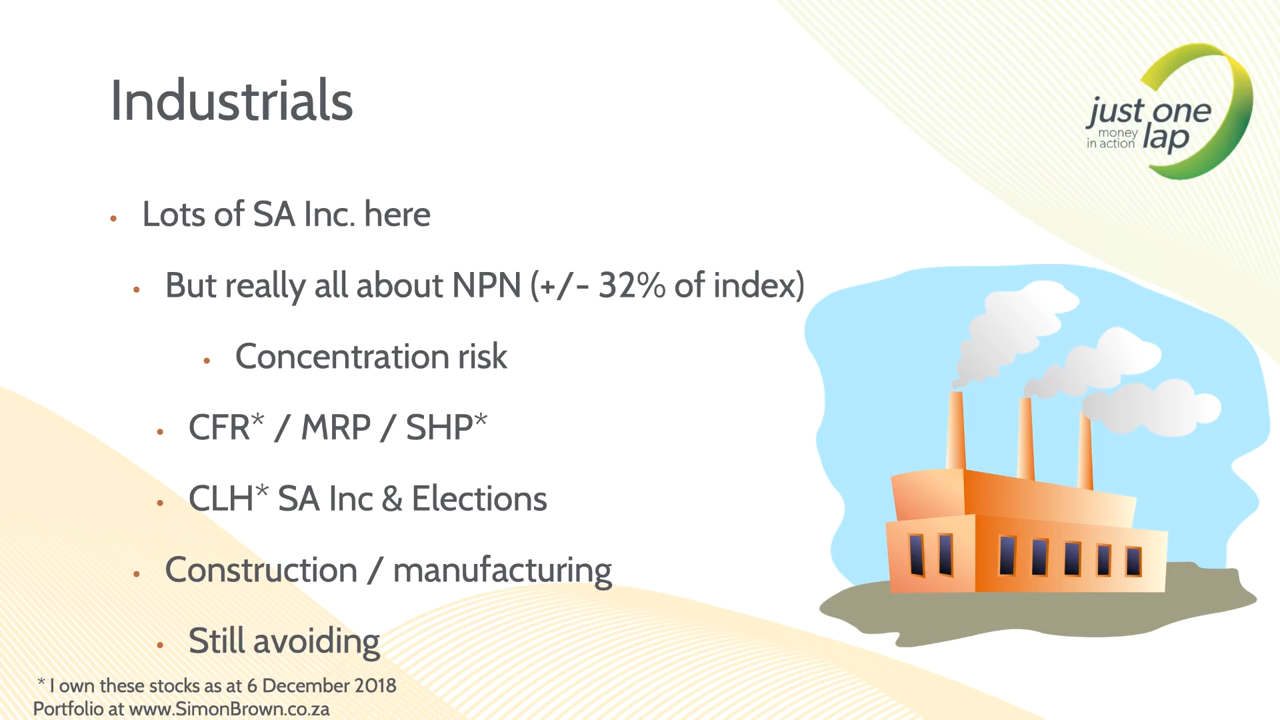 Industrials
just one
money
in action lap
• Lots of SA Inc. here
• But really all about NPN (+/- 32% of index)
• Concentration risk
• CFR* / MRP / SHP*
• CLH* SA Inc & Elections
• Construction / manufacturing
• Still avoiding
* I own these stocks as at 6 December 2018
Portfolio at www.SimonBrown.co.za